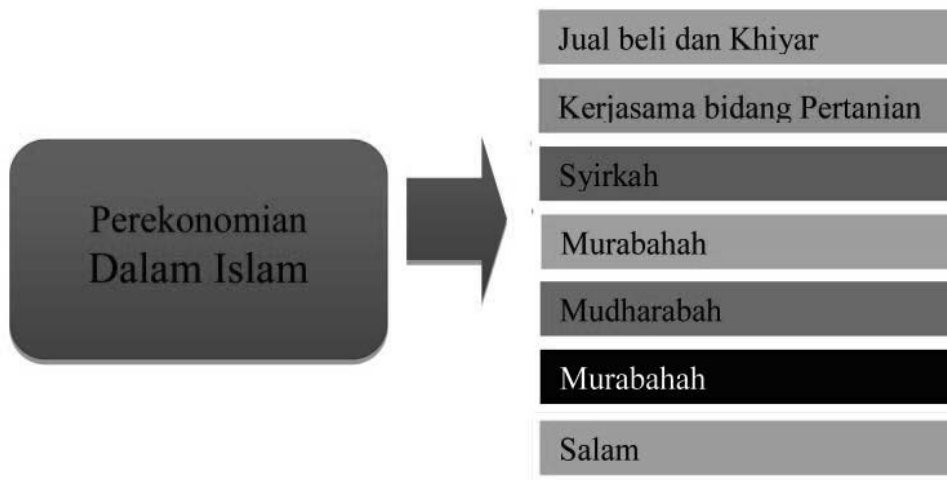 Perekonomian
Dalam Islam
Jual beli dan Khiyar
Kerjasama bidang Pertanian
Syirkah
Murabahah
Mudharabah
Murabahah
Salam